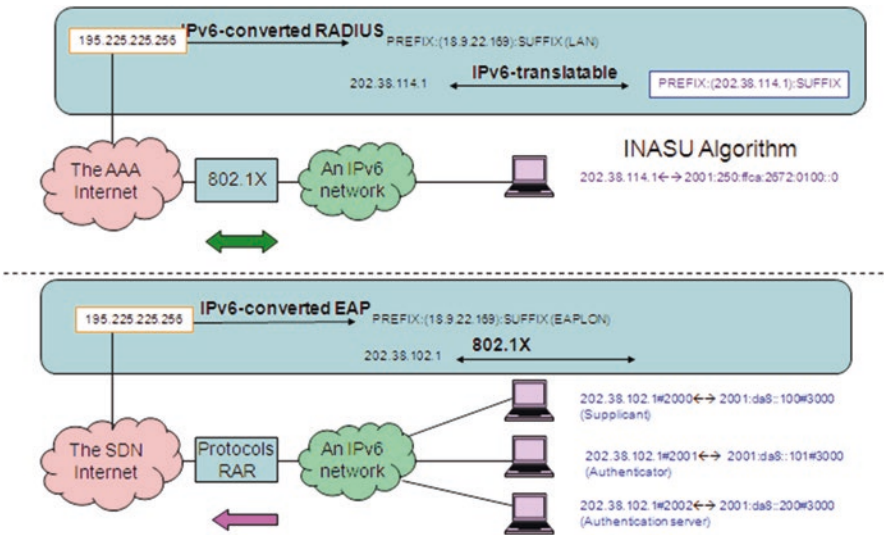 195.225.225.256
IPv6-converted RADIUS
PREFIX:(18.9.22.169):SUFFIX(LAN)
202.38.114.1
IPv6-translatable
PREFIX:(202.38.114.1):SUFFIX
The AAA
Internet
802.1X
An IPv6
network
INASU Algorithm
202.38.114.1←→ 2001:250:ffca:2672:0100::0
195.225.225.256
IPv6-converted EAP
PREFIX:(18.9.22.169):SUFFIX(EAPLON)
202.38.102.1
802.1X
The SDN
Internet
Protocols
RAR
An IPv6
network
202.38.102.1#2000←→ 2001:da8::100#3000
(Supplicant)
202.38.102.1#2001←→ 2001:da8::101#3000
(Authenticator)
202.38.102.1#2002←→ 2001:da8::200#3000
(Authentication server)